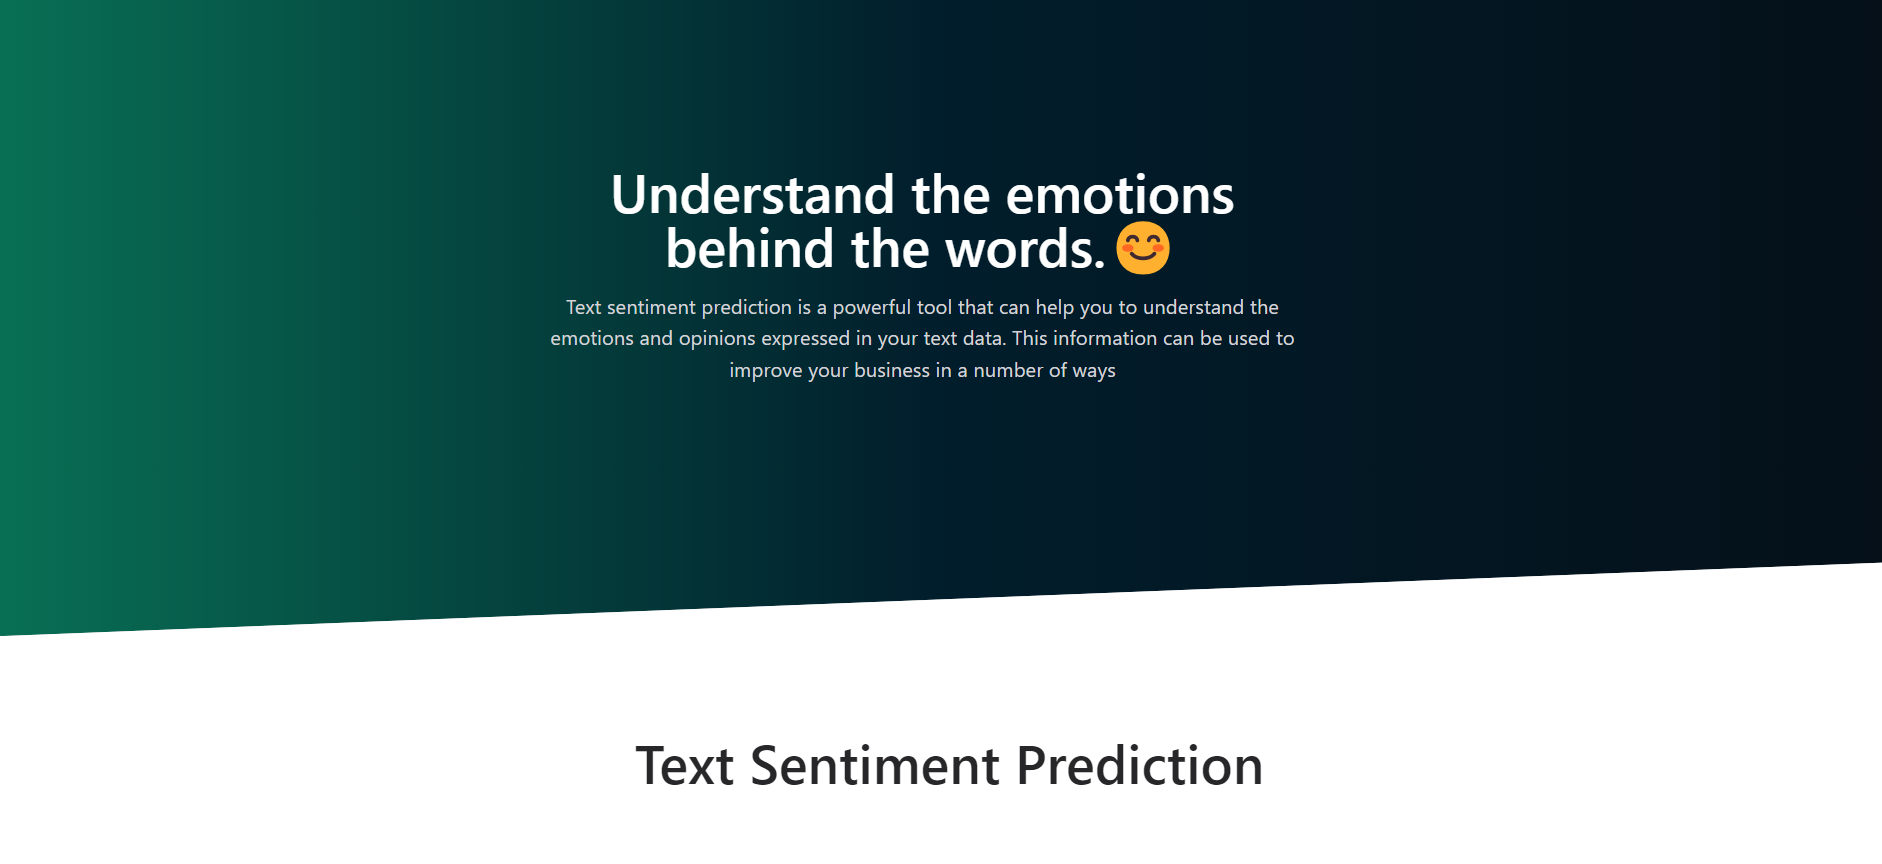 Understand the emotions
behind the words.😊
Text sentiment prediction is a powerful tool that can help you to understand the
emotions and opinions expressed in your text data. This information can be used to
improve your business in a number of ways
Text Sentiment Prediction